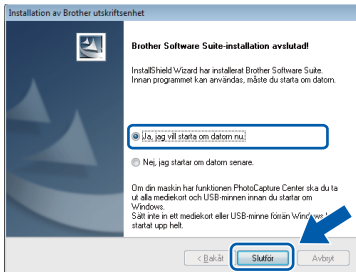 Installation av Brother utskriftsenhet
Brother Software Suite-installation avslutad!
InstallShield Wizard har installerat Brother Software Suite.
Innan programmet kan användas, måste du starta om datorn.
Ja, jag vill starta om datorn nu.
Nej, jag startar om datorn senare.
Om din maskin har funktionen PhotoCapture Center ska du ta
ut alla mediekort och USB-minnen innan du startar om
Windows.
Sätt inte in ett mediekort eller USB-minne förrän Windows
startat upp helt.
< Bakåt
Slutför
Avbryt